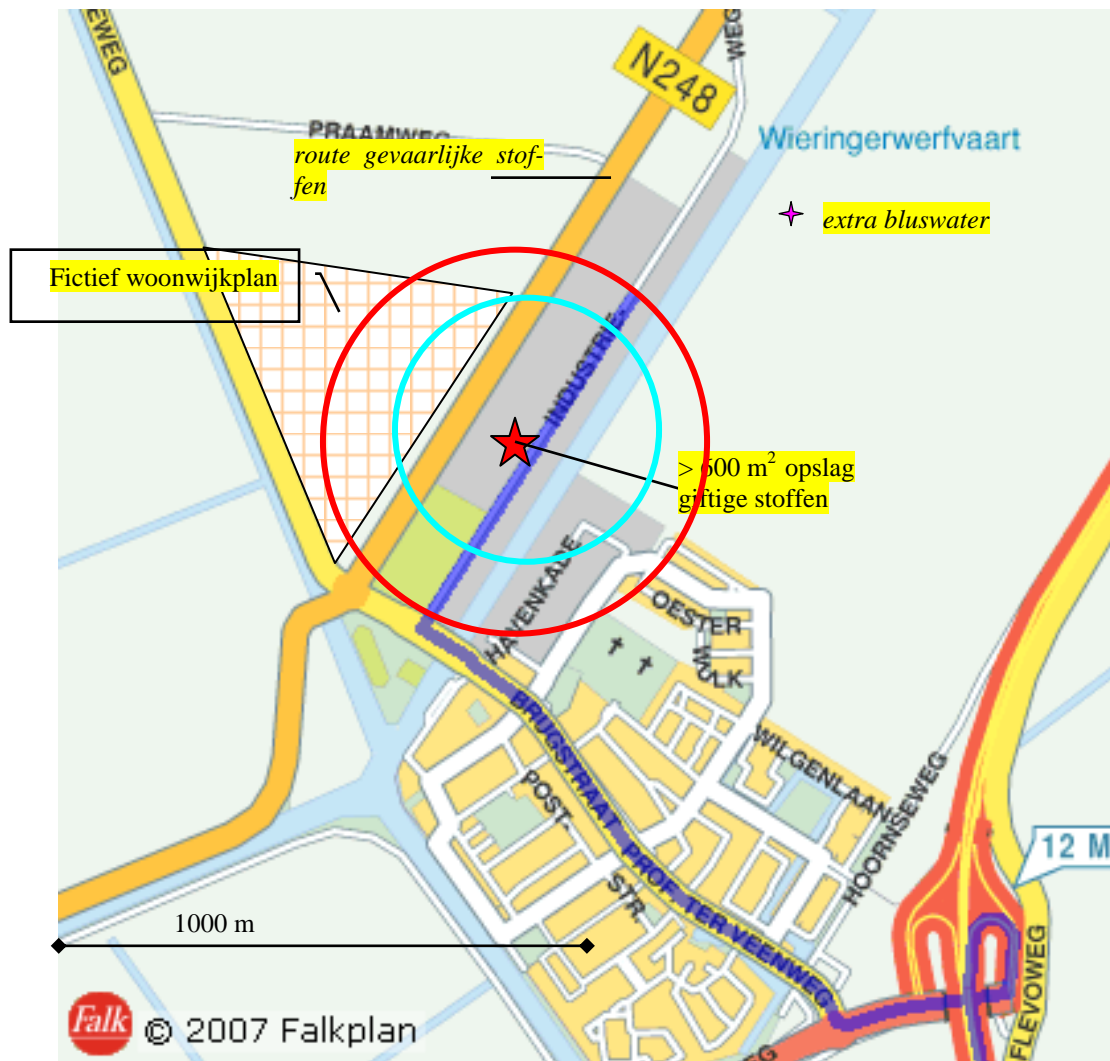 EWEG
N248
WEG
PRAAMWEG
route gevaarlijke stof-
fen
Wieringerwerfvaart
extra bluswater
Fictief woonwijkplan
INDUSTRIE
> 600 m² opslag
giftige stoffen
HAVENKADE
OESTER
WOLK
BRUGSTRAAT
PROF. TER VEENWEG
POST.
STR.
WILGENLAAN
HOORNSEWEG
12 M
1000 m
FLEVOWEG
WEG
Falk © 2007 Falkplan